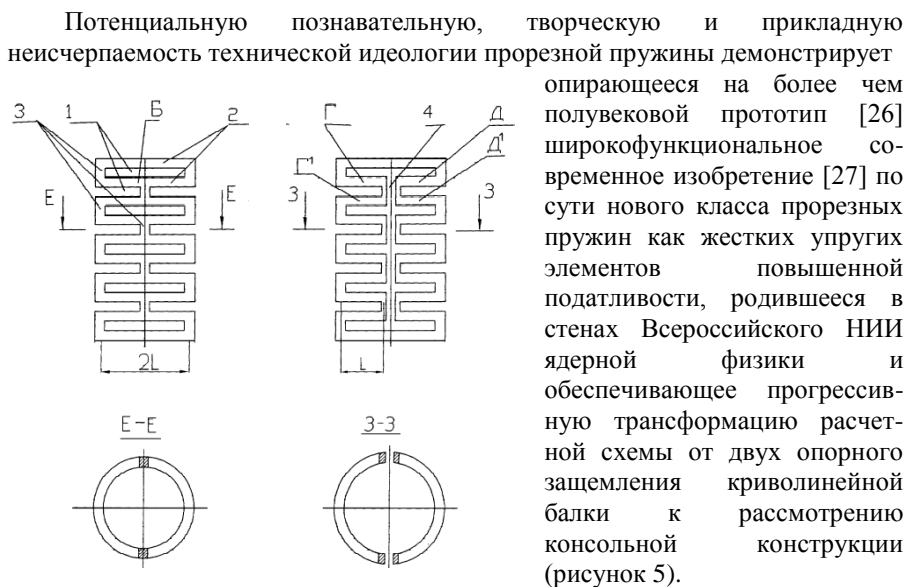 Потенциальную познавательную, творческую и прикладную
неисчерпаемость технической идеологии прорезной пружины демонстрирует
опирающееся на более чем
полувековой прототип [26]
широкофункциональное со-
временное изобретение [27] по
сути нового класса прорезных
пружин как жестких упругих
элементов повышенной
податливости, родившееся в
стенах Всероссийского НИИ
ядерной физики и
обеспечивающее прогрессив-
ную трансформацию расчет-
ной схемы от двух опорного
защемления криволинейной
балки к рассмотрению
консольной конструкции
(рисунок 5).
3 1 Б 2 Г 4 Д
Г¹ Д¹
Е Е 3 3
2L L
Е-Е 3-3